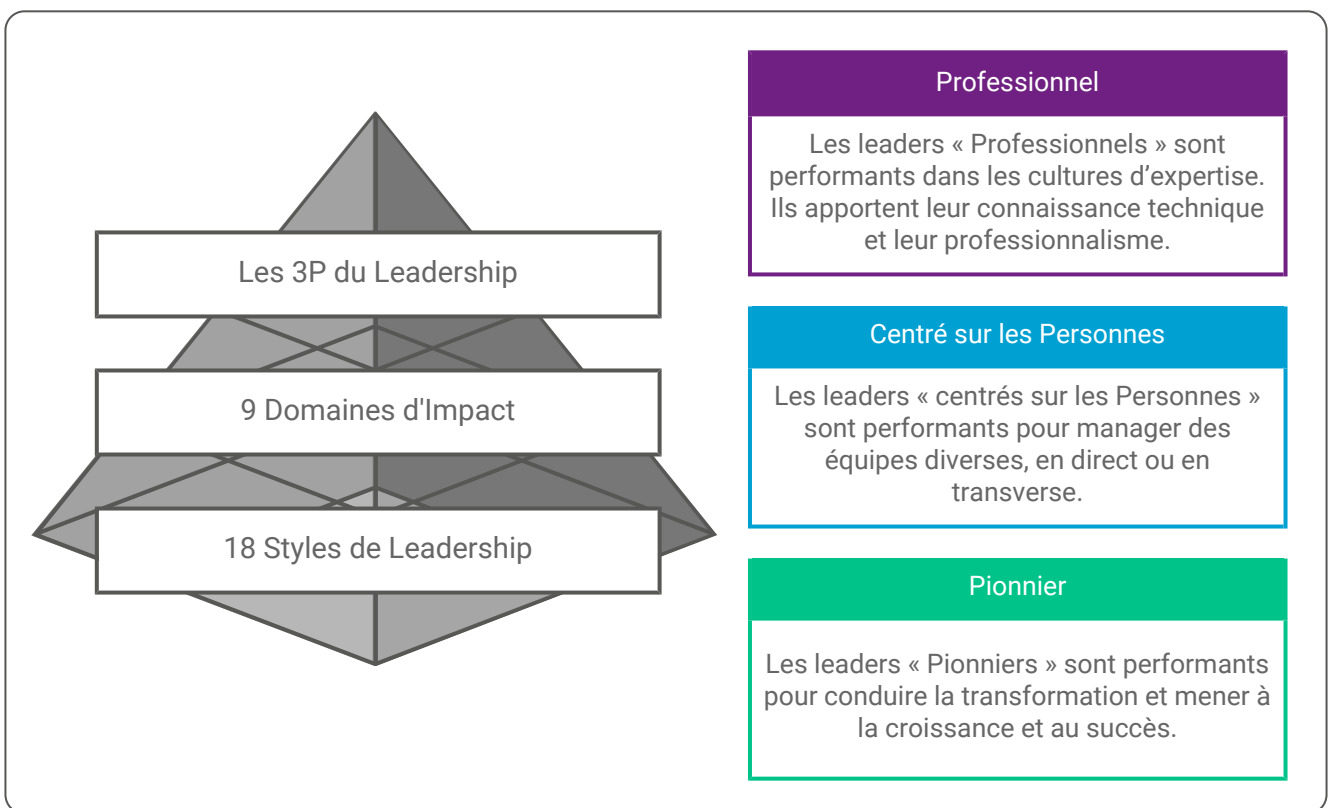 Les 3P du Leadership
9 Domaines d'Impact
18 Styles de Leadership
Professionnel
Les leaders « Professionnels » sont
performants dans les cultures d’expertise.
Ils apportent leur connaissance technique
et leur professionnalisme.
Centré sur les Personnes
Les leaders « centrés sur les Personnes »
sont performants pour manager des
équipes diverses, en direct ou en
transverse.
Pionnier
Les leaders « Pionniers » sont performants
pour conduire la transformation et mener à
la croissance et au succès.